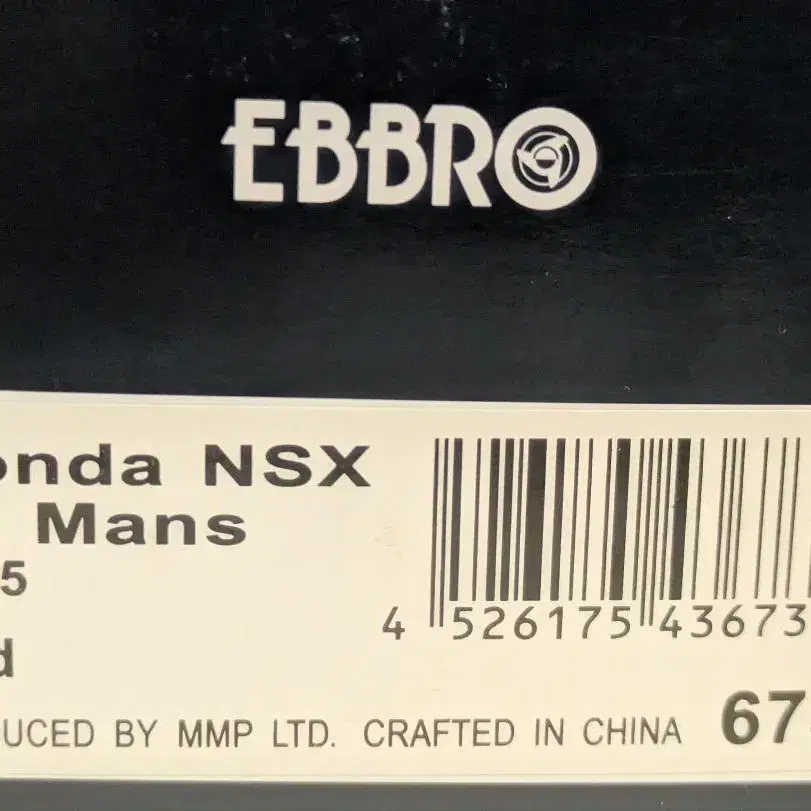 EBBRO
onda NSX
Mans
5
d
4 526175 43673
UCED BY MMP LTD. CRAFTED IN CHINA
67